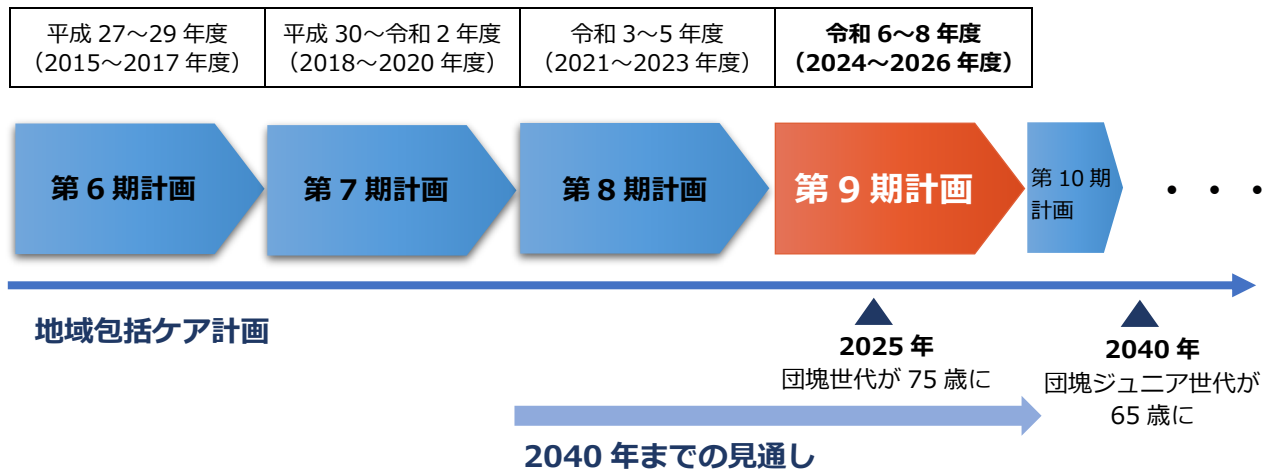 平成 27～29 年度
（2015～2017 年度）
平成 30～令和 2 年度
（2018～2020 年度）
令和 3～5 年度
（2021～2023 年度）
令和 6～8 年度
（2024～2026 年度）
第 6 期計画
第 7 期計画
第 8 期計画
第 9 期計画
第 10 期
計画
・・・
地域包括ケア計画
2025 年
団塊世代が 75 歳に
2040 年
団塊ジュニア世代が
65 歳に
2040 年までの見通し